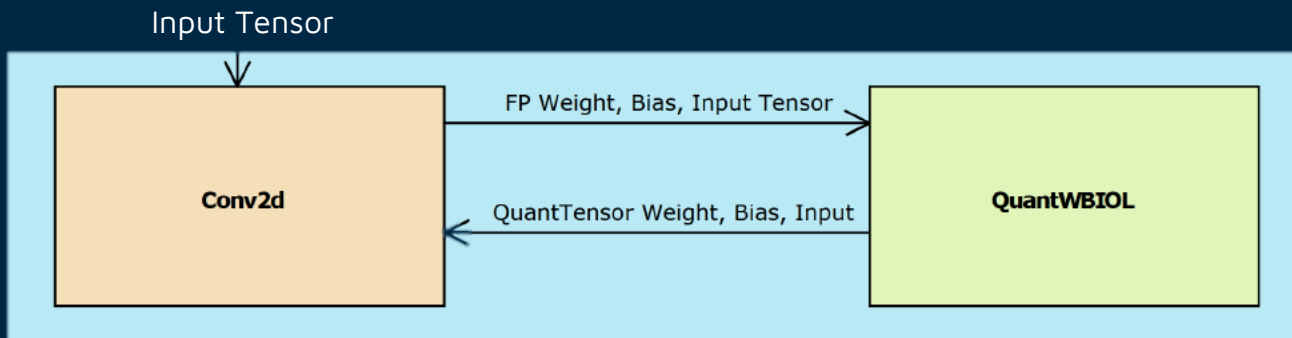 Input Tensor
FP Weight, Bias, Input Tensor
Conv2d
QuantWBIOL
QuantTensor Weight, Bias, Input